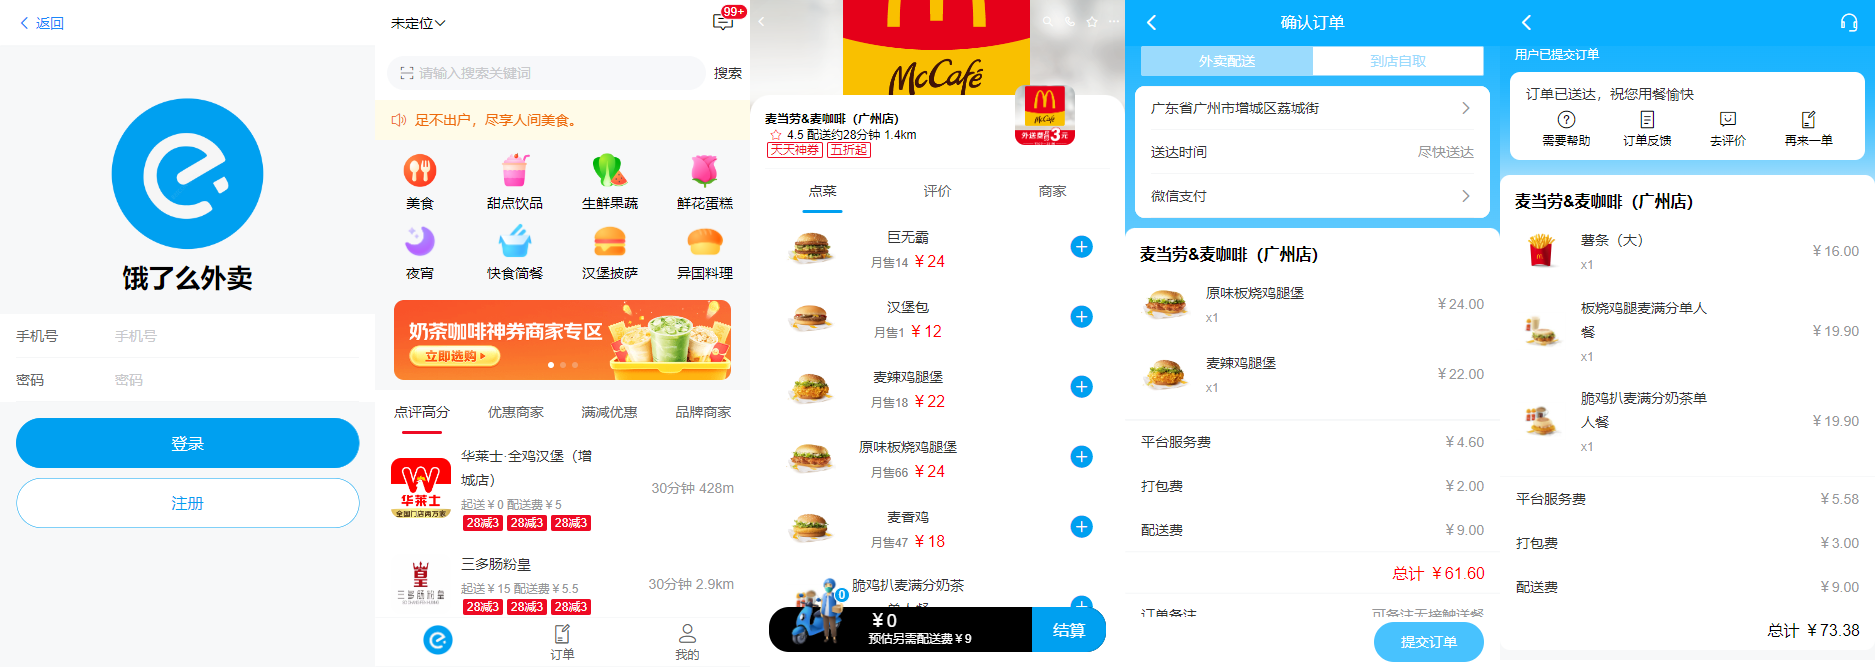 返回
饿了么外卖
手机号 手机号
密码 密码
登录
注册
未定位 99+
请输入搜索关键词 搜索
足不出户，尽享人间美食。
美食 甜点饮品 生鲜果蔬 鲜花蛋糕
夜宵 快食简餐 汉堡披萨 异国料理
奶茶咖啡神券商家专区
立即选购
点评高分 优惠商家 满减优惠 品牌商家
华莱士
全国门店两万家
华莱士·全鸡汉堡（增
城店）
30分钟 428m
起送￥0 配送费￥5
28减3 28减3 28减3
三多肠粉皇
三多肠粉皇
30分钟 2.9km
起送￥15 配送费￥5.5
28减3 28减3 28减3
订单 我的
McCafé
McCafé
麦当劳&麦咖啡（广州店）
4.5 配送约28分钟 1.4km
天天神券 五折起
点菜 评价 商家
巨无霸
月售14 ￥24
汉堡包
月售1 ￥12
麦辣鸡腿堡
月售18 ￥22
原味板烧鸡腿堡
月售66 ￥24
麦香鸡
月售47 ￥18
脆鸡扒麦满分奶茶
0
￥0
预估另需配送费￥9
结算
确认订单
外卖配送 到店自取
广东省广州市增城区荔城街
送达时间 尽快送达
微信支付
麦当劳&麦咖啡（广州店）
原味板烧鸡腿堡
x1
￥24.00
麦辣鸡腿堡
x1
￥22.00
平台服务费 ￥4.60
打包费 ￥2.00
配送费 ￥9.00
总计 ￥61.60
订单备注 可备注无接触送餐
提交订单
用户已提交订单
订单已送达，祝您用餐愉快
需要帮助 订单反馈 去评价 再来一单
麦当劳&麦咖啡（广州店）
薯条（大）
x1
￥16.00
板烧鸡腿麦满分单人
餐
x1
￥19.90
脆鸡扒麦满分奶茶单
人餐
x1
￥19.90
平台服务费 ￥5.58
打包费 ￥3.00
配送费 ￥9.00
总计 ￥73.38